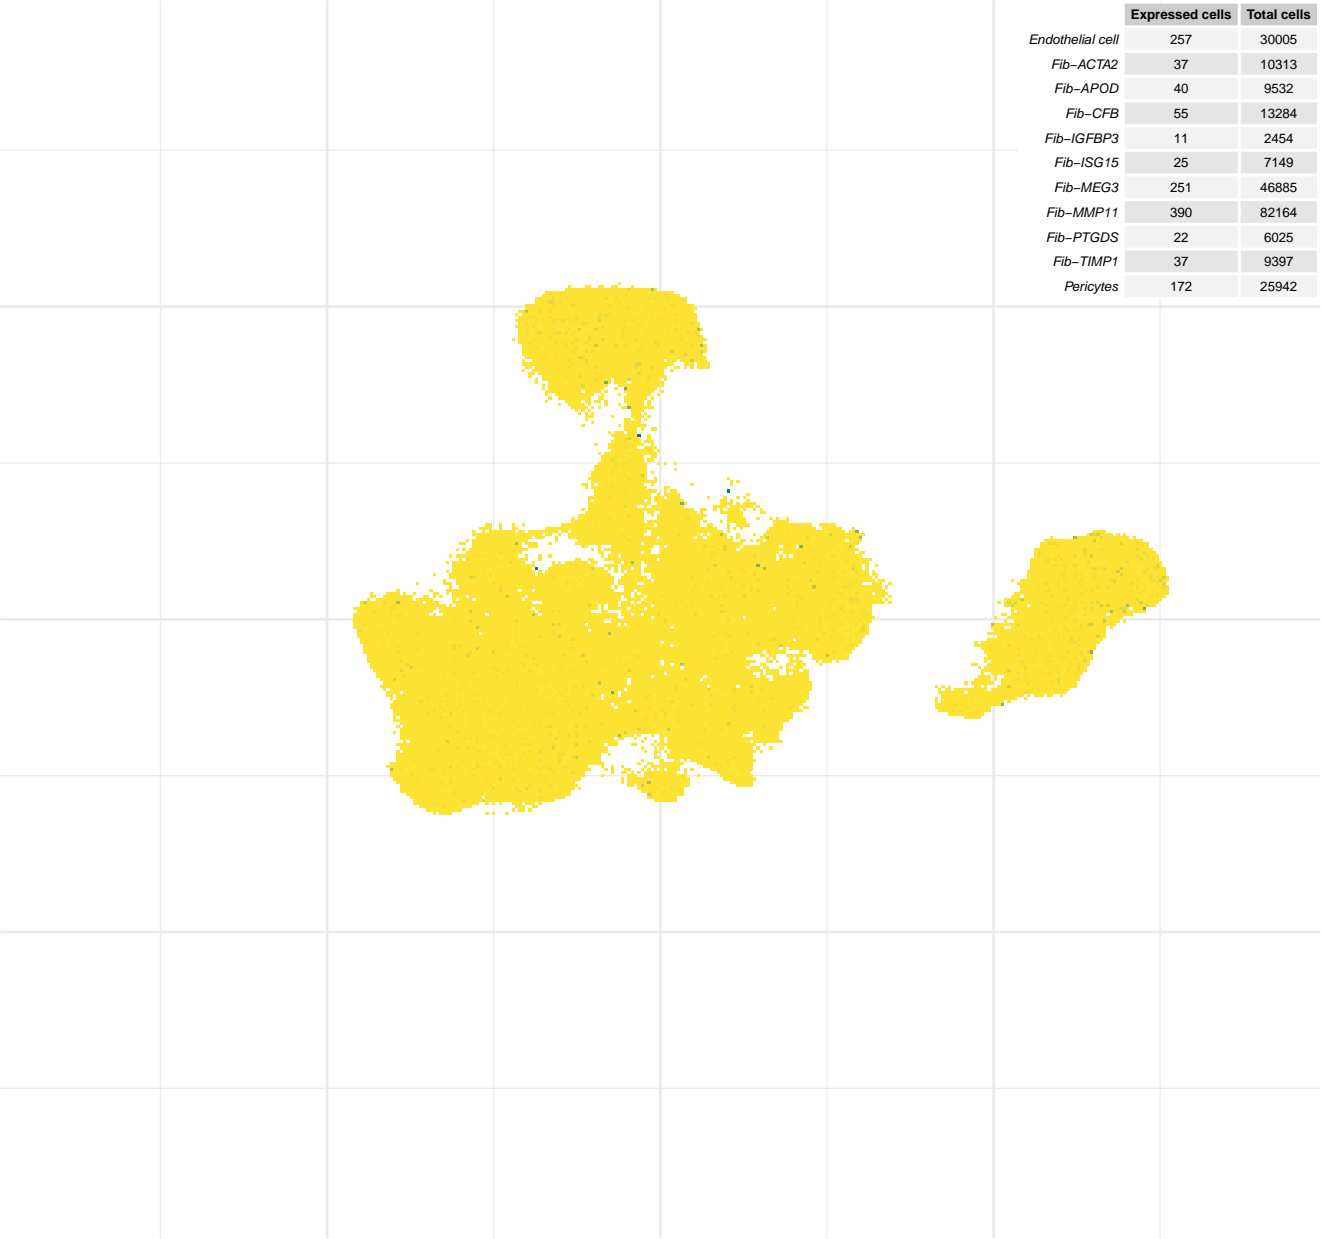 Expressed cells Total cells
Endothelial cell 257 30005
Fib−ACTA2 37 10313
Fib−APOD 40 9532
Fib−CFB 55 13284
Fib−IGFBP3 11 2454
Fib−ISG15 25 7149
Fib−MEG3 251 46885
Fib−MMP11 390 82164
Fib−PTGDS 22 6025
Fib−TIMP1 37 9397
Pericytes 172 25942